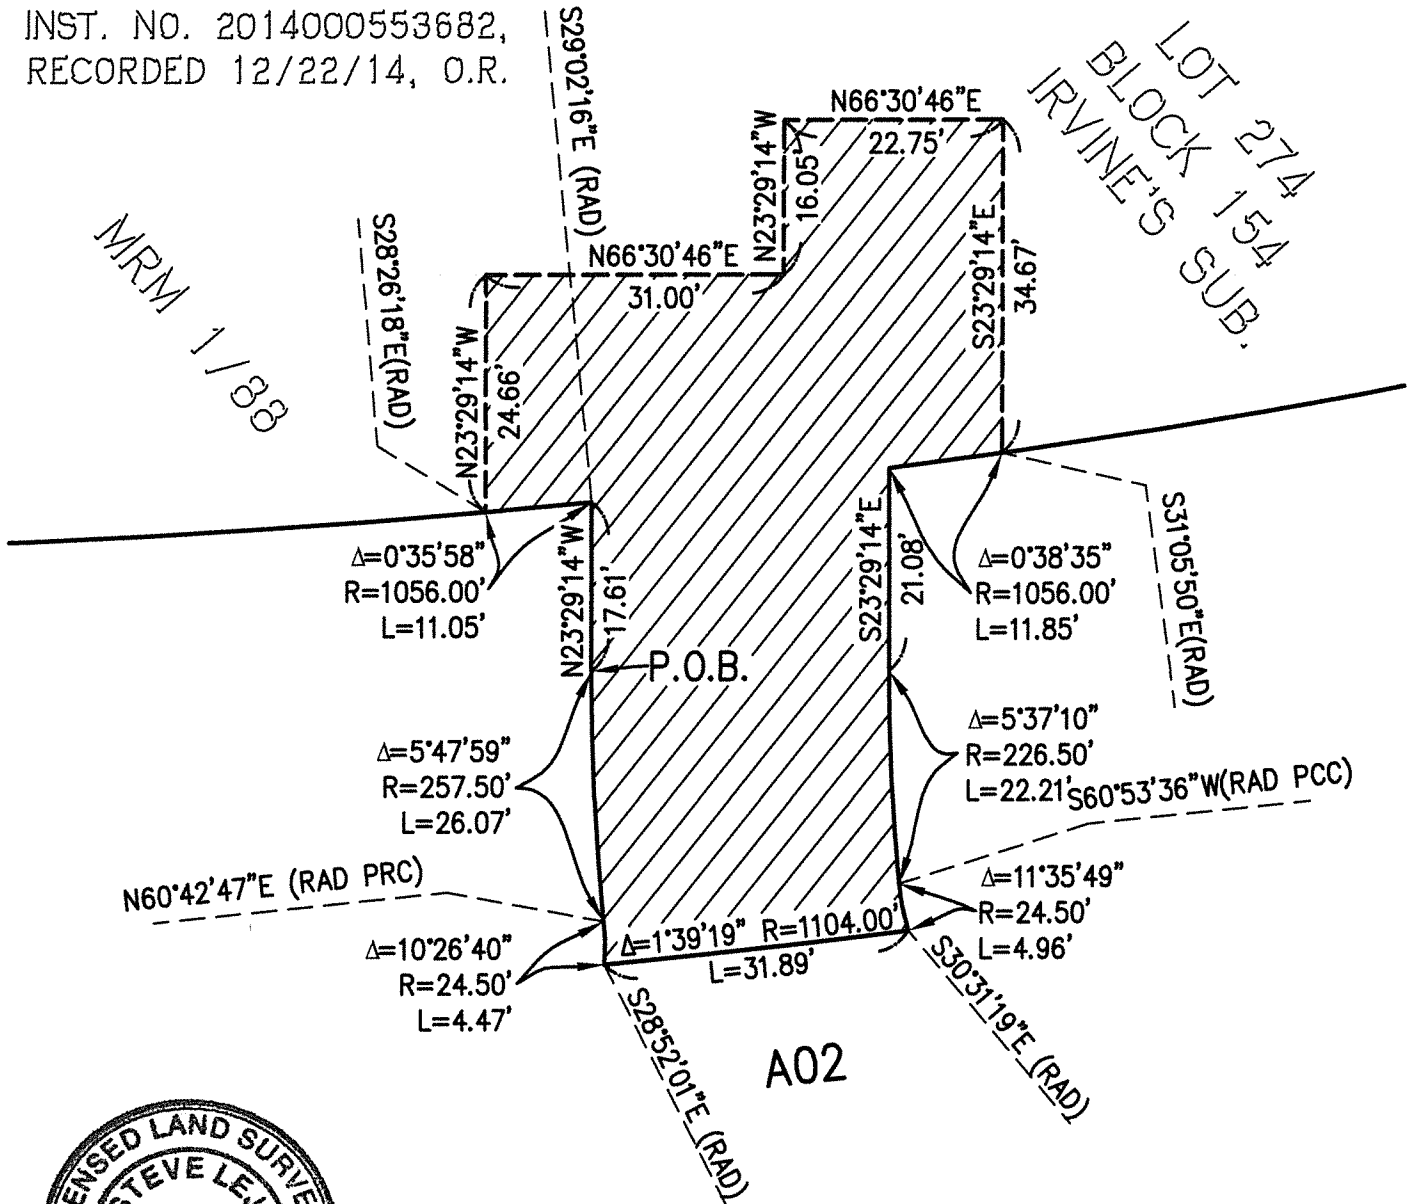 INST. NO. 2014000553682,
RECORDED 12/22/14, O.R.
S29°02'16"E (RAD)
LOT 274
BLOCK 154
IRVINE'S SUB.
N66°30'46"E
22.75'
N23°29'14"W
16.05'
MRM 1/88
S28°26'18"E(RAD)
N66°30'46"E
31.00'
S23°29'14"E
34.67'
N23°29'14"W
24.66'
Δ=0°35'58"
R=1056.00'
L=11.05'
N23°29'14"W
17.61'
S23°29'14"E
21.08'
Δ=0°38'35"
R=1056.00'
L=11.85'
S31°05'50"E(RAD)
P.O.B.
Δ=5°47'59"
R=257.50'
L=26.07'
Δ=5°37'10"
R=226.50'
L=22.21'
S60°53'36"W(RAD PCC)
N60°42'47"E (RAD PRC)
Δ=11°35'49"
R=24.50'
L=4.96'
Δ=10°26'40"
R=24.50'
L=4.47'
Δ=1°39'19" R=1104.00'
L=31.89'
S28°52'01"E (RAD)
S30°31'19"E (RAD)
A02
ENSED LAND SURVE
STEVE LEJ